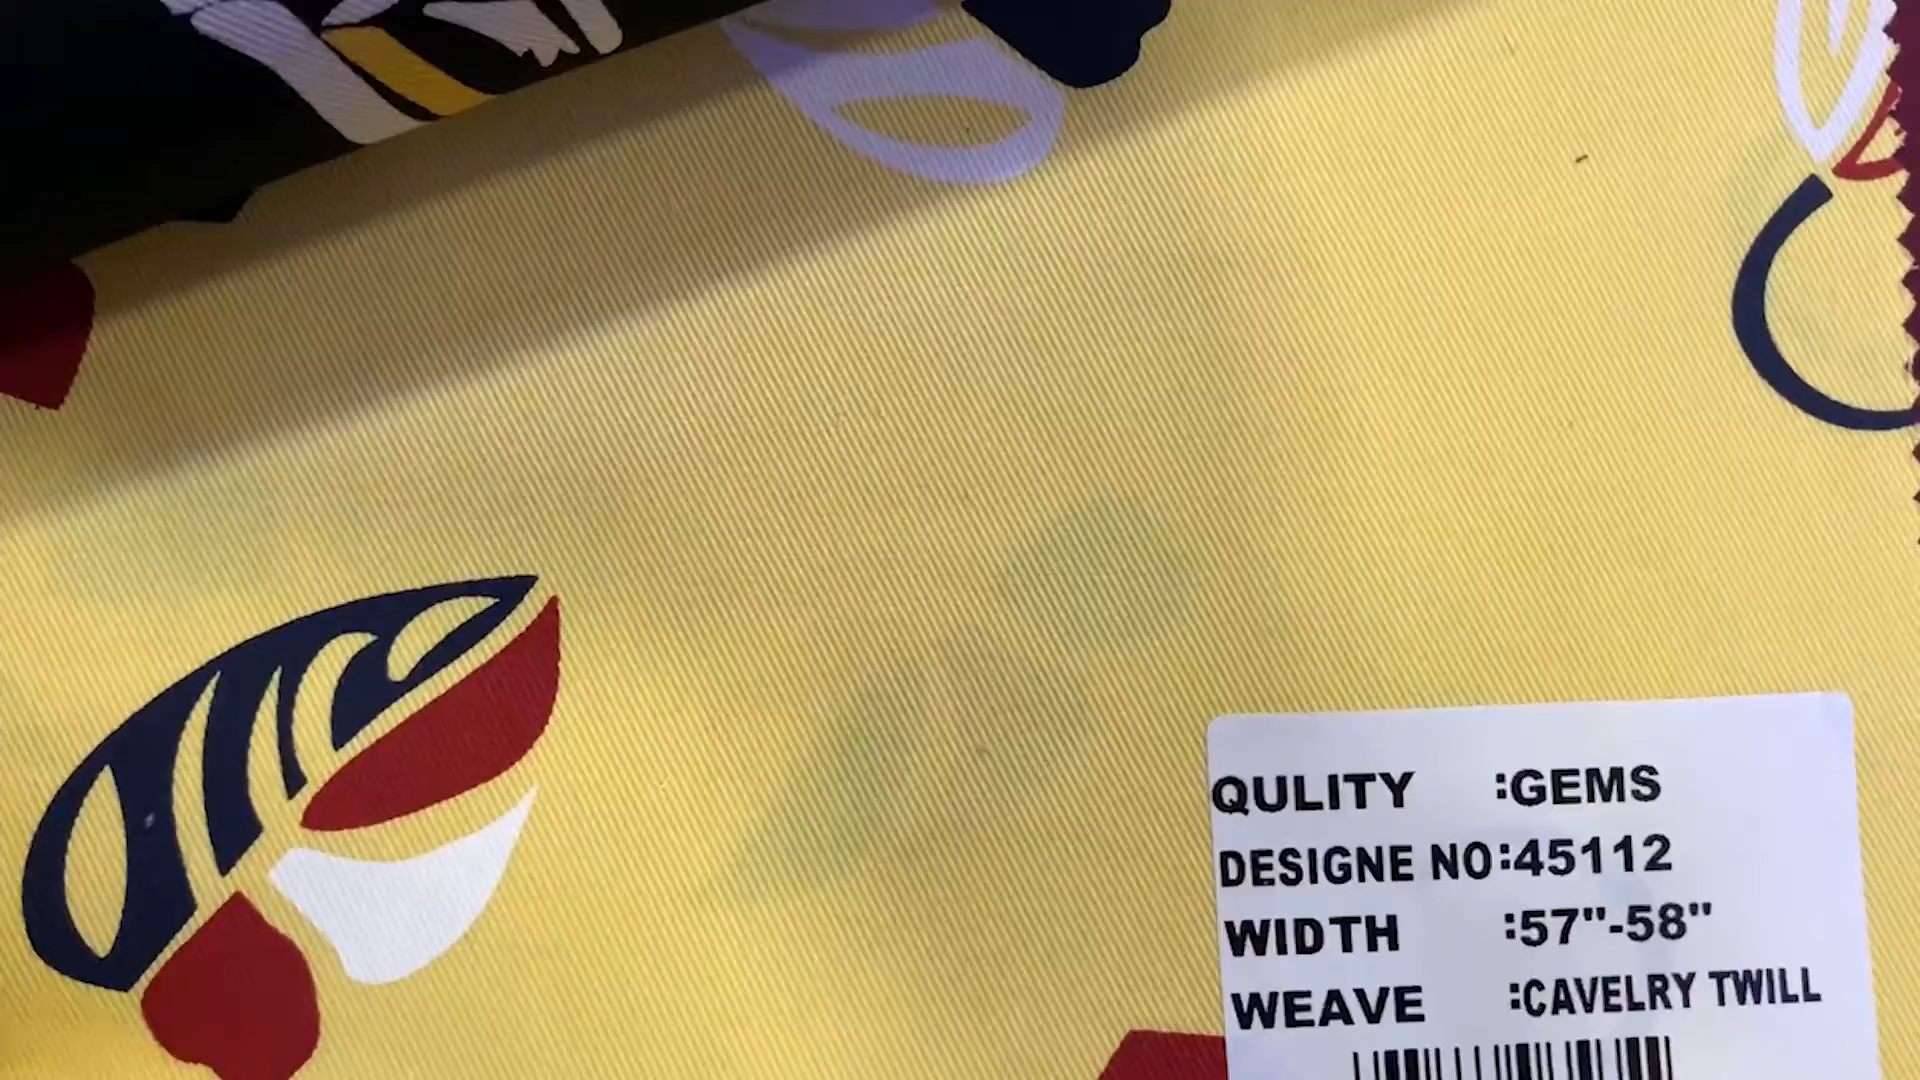 QULITY :GEMS
DESIGNE NO:45112
WIDTH :57"-58"
WEAVE :CAVELRY TWILL